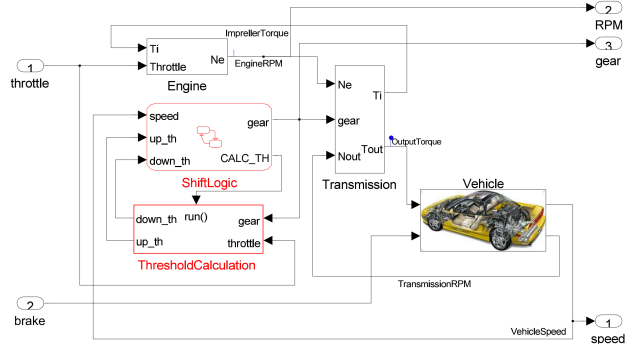 ImprellerTorque
2
RPM
Ti
Ne
EngineRPM
3
gear
1
throttle
Throttle
Engine
Ne
Ti
speed
gear
gear
up_th
CALC_TH
Tout
OutputTorque
down_th
Nout
ShiftLogic
Transmission
Vehicle
down_th
run()
gear
up_th
throttle
ThresholdCalculation
TransmissionRPM
2
brake
VehicleSpeed
1
speed